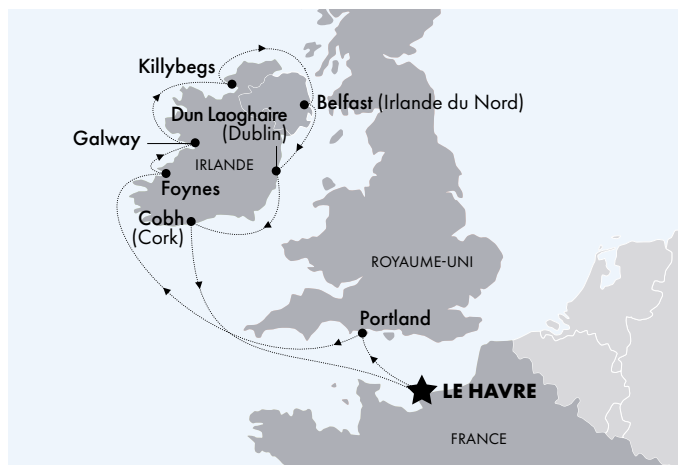 Killybegs
Belfast (Irlande du Nord)
Dun Laoghaire
(Dublin)
Galway
IRLANDE
Foynes
Cobh
(Cork)
ROYAUME-UNI
Portland
LE HAVRE
FRANCE